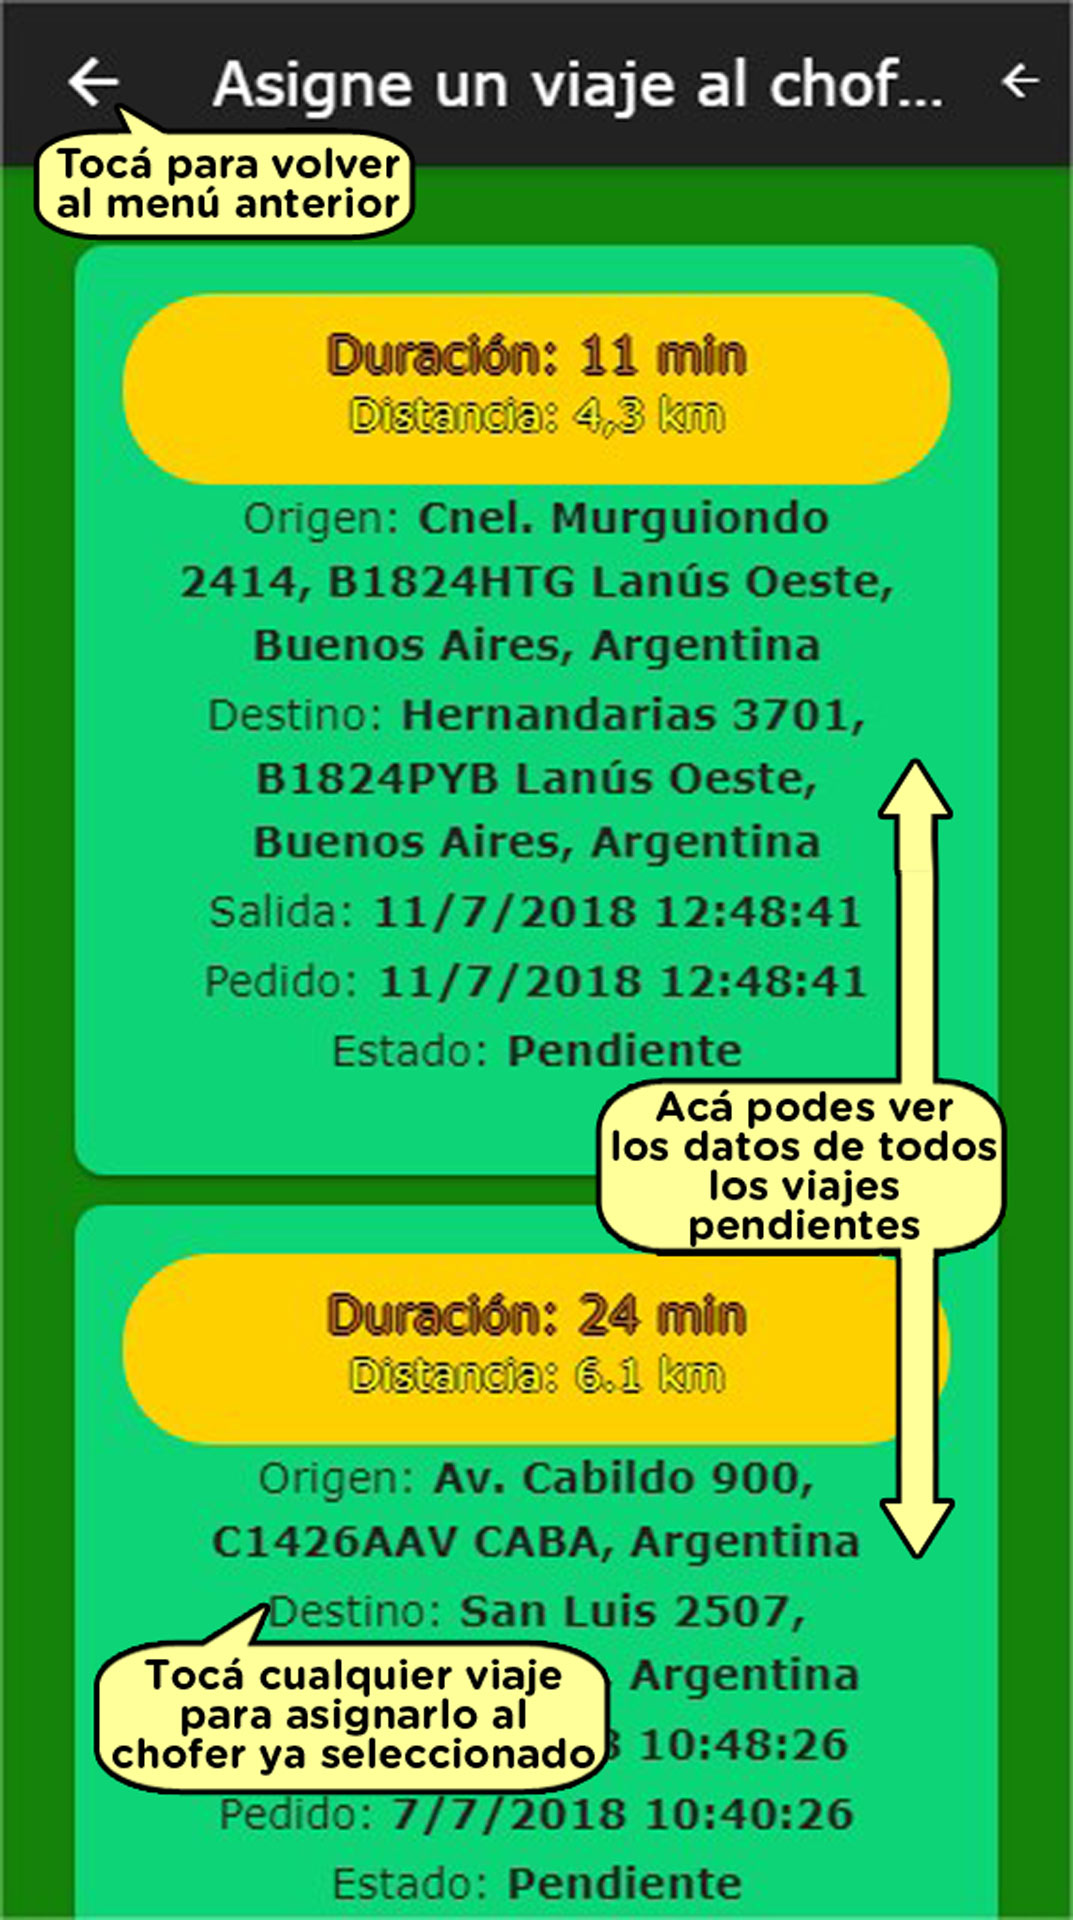 Asigne un viaje al chof...
Tocá para volver
al menú anterior
Duración: 11 min
Distancia: 4,3 km
Origen: Cnel. Murguiondo
2414, B1824HTG Lanús Oeste,
Buenos Aires, Argentina
Destino: Hernandarias 3701,
B1824PYB Lanús Oeste,
Buenos Aires, Argentina
Salida: 11/7/2018 12:48:41
Pedido: 11/7/2018 12:48:41
Estado: Pendiente
Acá podes ver
los datos de todos
los viajes
pendientes
Duración: 24 min
Distancia: 6.1 km
Origen: Av. Cabildo 900,
C1426AAV CABA, Argentina
Destino: San Luis 2507,
Argentina
10:48:26
Tocá cualquier viaje
para asignarlo al
chofer ya seleccionado
Pedido: 7/7/2018 10:40:26
Estado: Pendiente